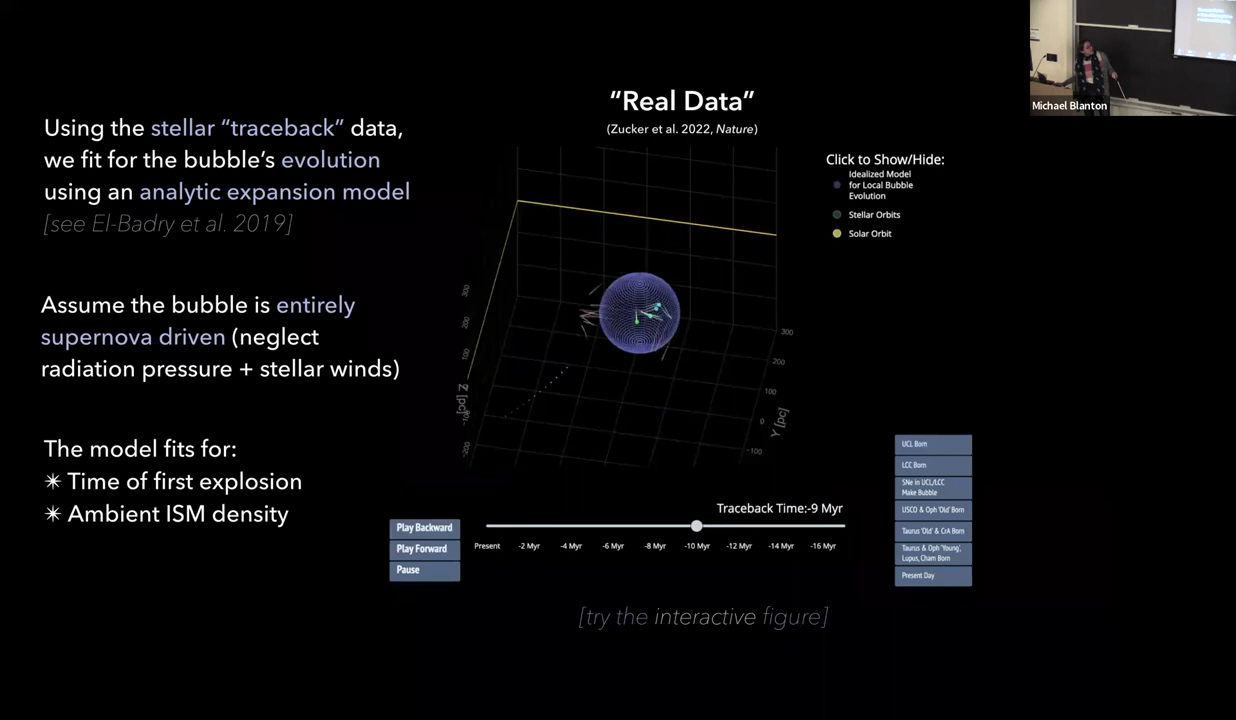 Using the stellar “traceback” data,
we fit for the bubble’s evolution
using an analytic expansion model
[see El-Badry et al. 2019]
Assume the bubble is entirely
supernova driven (neglect
radiation pressure + stellar winds)
The model fits for:
✴ Time of first explosion
✴ Ambient ISM density
“Real Data”
(Zucker et al. 2022, Nature)
Click to Show/Hide:
Idealized Model
for Local Bubble
Evolution
Stellar Orbits
Solar Orbit
300
200
100
0
-100
-200
Z [pc]
300
200
100
0
-100
Y [pc]
Traceback Time:-9 Myr
Present -2 Myr -4 Myr -6 Myr -8 Myr -10 Myr -12 Myr -14 Myr -16 Myr
Play Backward
Play Forward
Pause
UCL Born
LCC Born
SNe in UCL/LCC
Make Bubble
USCO & Oph 'Old' Born
Taurus 'Old' & CrA Born
Taurus & Oph 'Young',
Lupus, Cham Born
Present Day
[try the interactive figure]
Michael Blanton